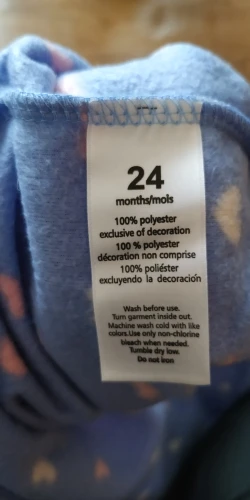 24
months/mois
100% polyester
exclusive of decoration
100 % polyester
décoration non comprise
100% poliéster
excluyendo la decoración
Wash before use.
Turn garment inside out.
Machine wash cold with like
colors.Use only non-chlorine
bleach when needed.
Tumble dry low.
Do not iron